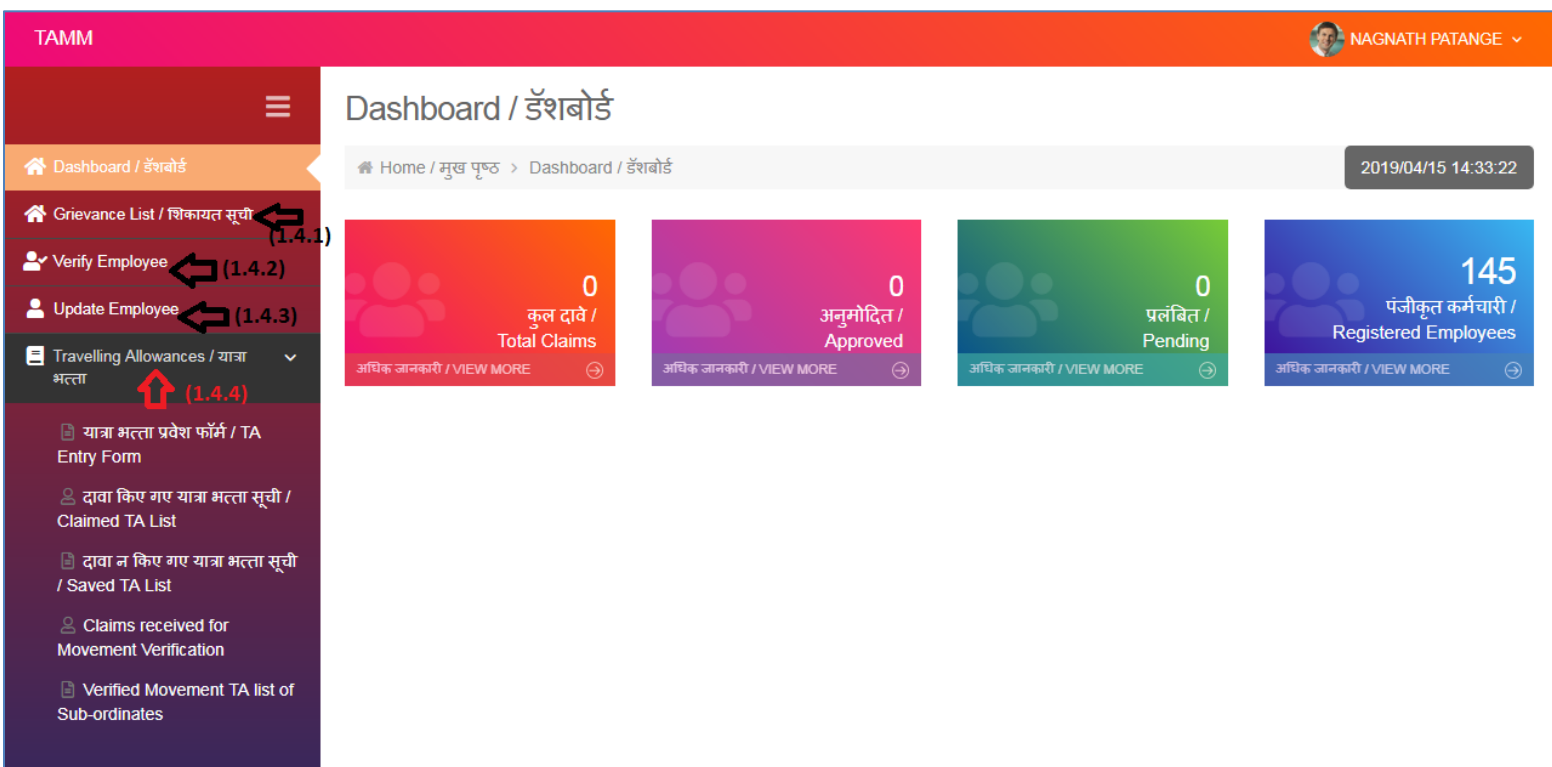 TAMM
NAGNATH PATANGE
Dashboard / डॅशबोर्ड
Home / मुख पृष्ठ > Dashboard / डॅशबोर्ड
2019/04/15 14:33:22
Dashboard / डॅशबोर्ड
Grievance List / शिकायत सूची
(1.4.1)
Verify Employee
(1.4.2)
Update Employee
(1.4.3)
Travelling Allowances / यात्रा
भत्ता
(1.4.4)
यात्रा भत्ता प्रवेश फॉर्म / TA
Entry Form
दावा किए गए यात्रा भत्ता सूची /
Claimed TA List
दावा न किए गए यात्रा भत्ता सूची
/ Saved TA List
Claims received for
Movement Verification
Verified Movement TA list of
Sub-ordinates
0
कुल दावे /
Total Claims
अधिक जानकारी / VIEW MORE
0
अनुमोदित /
Approved
अधिक जानकारी / VIEW MORE
0
प्रलंबित /
Pending
अधिक जानकारी / VIEW MORE
145
पंजीकृत कर्मचारी /
Registered Employees
अधिक जानकारी / VIEW MORE